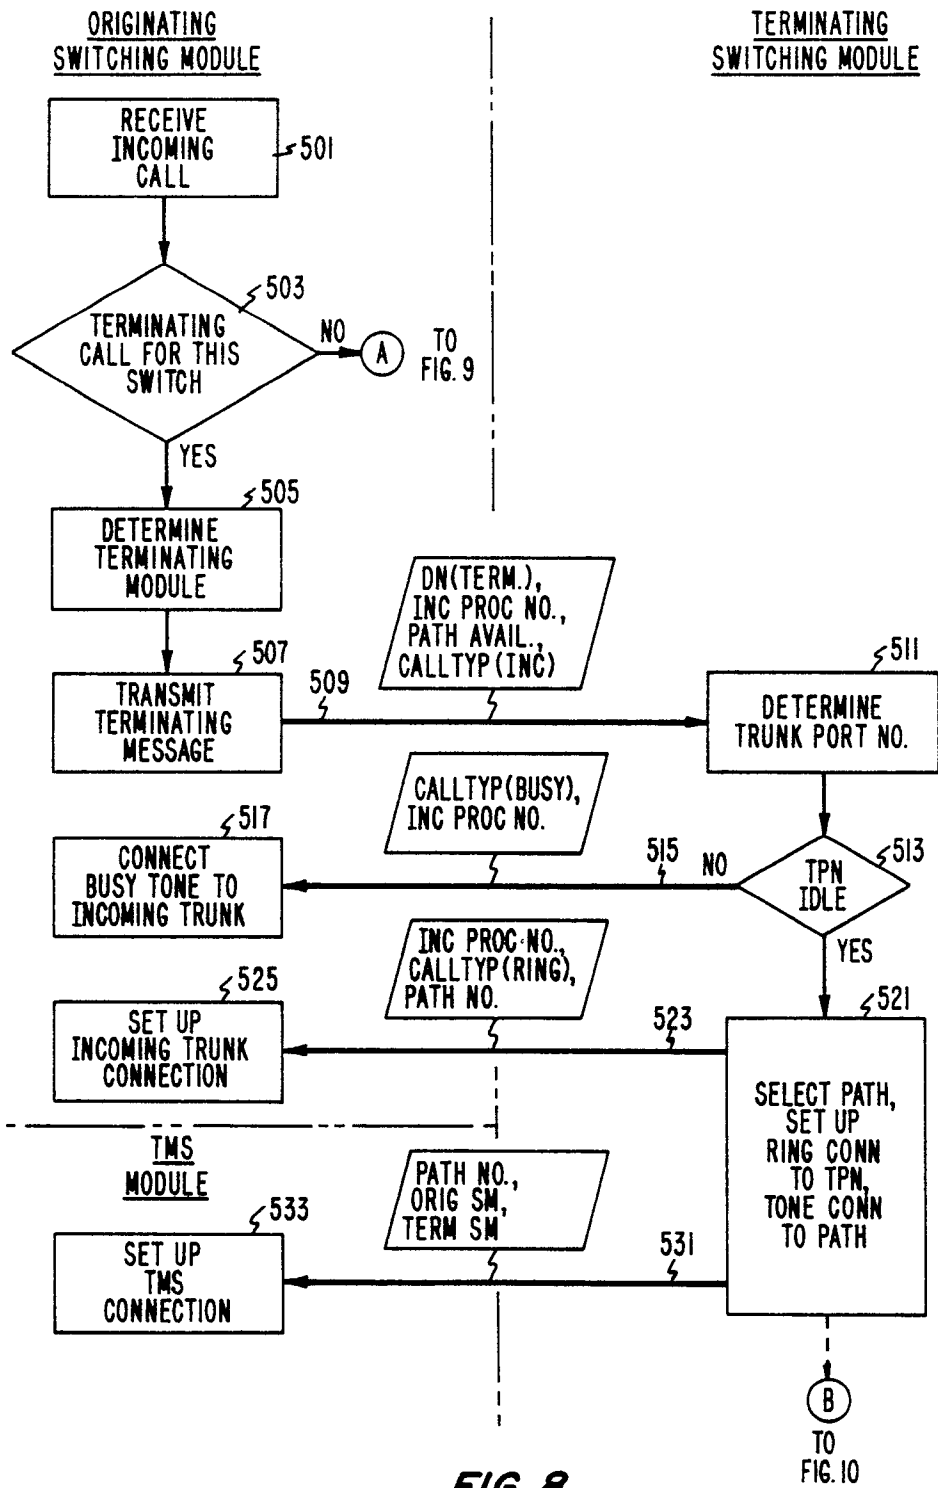 ORIGINATING
SWITCHING MODULE
TERMINATING
SWITCHING MODULE
RECEIVE
INCOMING
CALL
501
503
TERMINATING
CALL FOR THIS
SWITCH
NO
A
TO
FIG. 9
YES
505
DETERMINE
TERMINATING
MODULE
DN(TERM.),
INC PROC NO.,
PATH AVAIL.,
CALLTYP(INC)
507
TRANSMIT
TERMINATING
MESSAGE
509
511
DETERMINE
TRUNK PORT NO.
CALLTYP(BUSY),
INC PROC NO.
517
CONNECT
BUSY TONE TO
INCOMING TRUNK
515
NO
513
TPN
IDLE
YES
INC PROC NO.,
CALLTYP(RING),
PATH NO.
525
SET UP
INCOMING TRUNK
CONNECTION
523
521
SELECT PATH,
SET UP
RING CONN
TO TPN,
TONE CONN
TO PATH
TMS
MODULE
PATH NO.,
ORIG SM,
TERM SM
533
SET UP
TMS
CONNECTION
531
B
TO
FIG. 10
FIG. 8